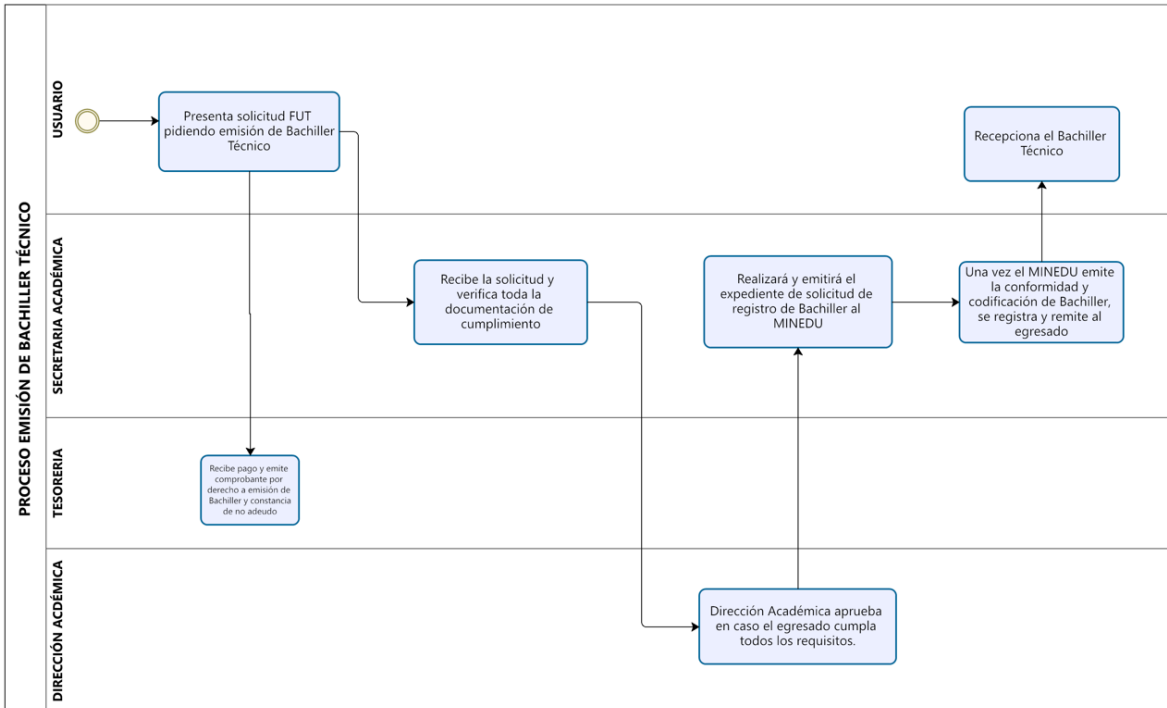 PROCESO EMISIÓN DE BACHILLER TÉCNICO
USUARIO
Presenta solicitud FUT
pidiendo emisión de Bachiller
Técnico
Recepciona el Bachiller
Técnico
SECRETARIA ACADÉMICA
Recibe la solicitud y
verifica toda la
documentación de
cumplimiento
Realizará y emitirá el
expediente de solicitud de
registro de Bachiller al
MINEDU
Una vez el MINEDU emite
la conformidad y
codificación de Bachiller,
se registra y remite al
egresado
TESORERIA
Recibe pago y emite
comprobante por
derecho a emisión de
Bachiller y constancia
de no adeudo
DIRECCIÓN ACDÉMICA
Dirección Académica aprueba
en caso el egresado cumpla
todos los requisitos.